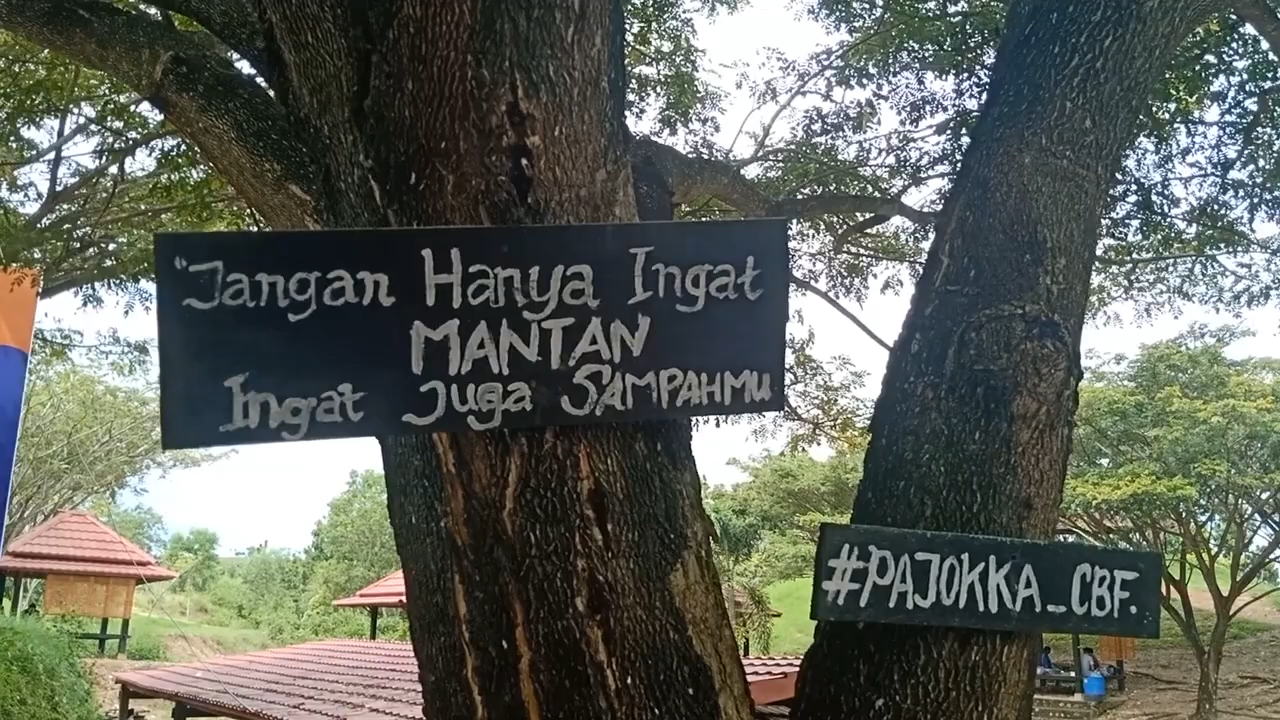 "Jangan Hanya Ingat
MANTAN
Ingat Juga SAMPAHMU
#PAJOKKA_CBF.